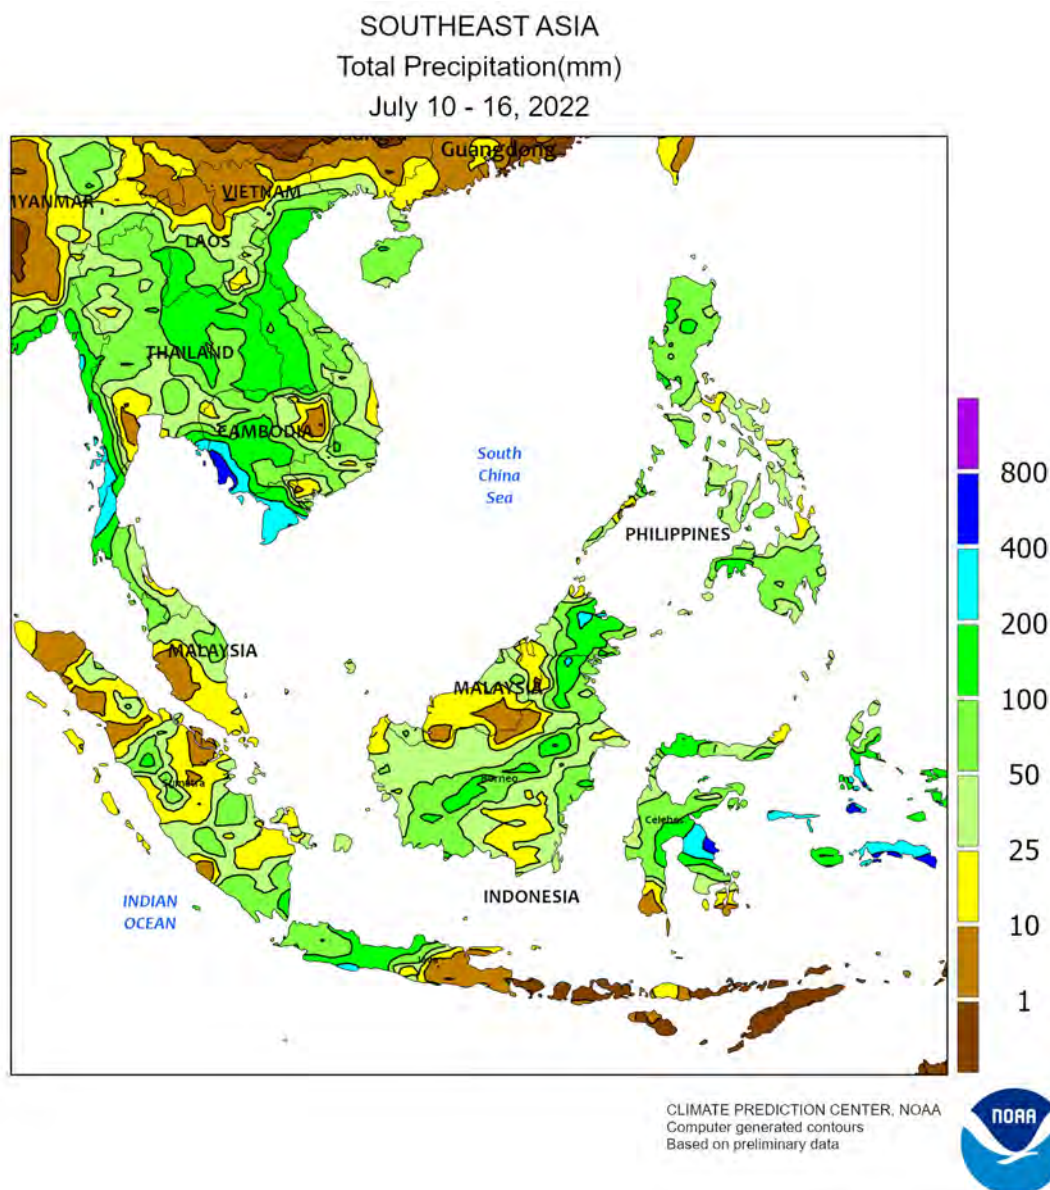 SOUTHEAST ASIA
Total Precipitation(mm)
July 10 - 16, 2022
Guangdong
VIETNAM
MYANMAR
LAOS
THAILAND
CAMBODIA
South
China
Sea
PHILIPPINES
MALAYSIA
MALAYSIA
Borneo
Sumatra
Celebes
INDONESIA
INDIAN
OCEAN
800
400
200
100
50
25
10
1
CLIMATE PREDICTION CENTER, NOAA
Computer generated contours
Based on preliminary data
NOAA